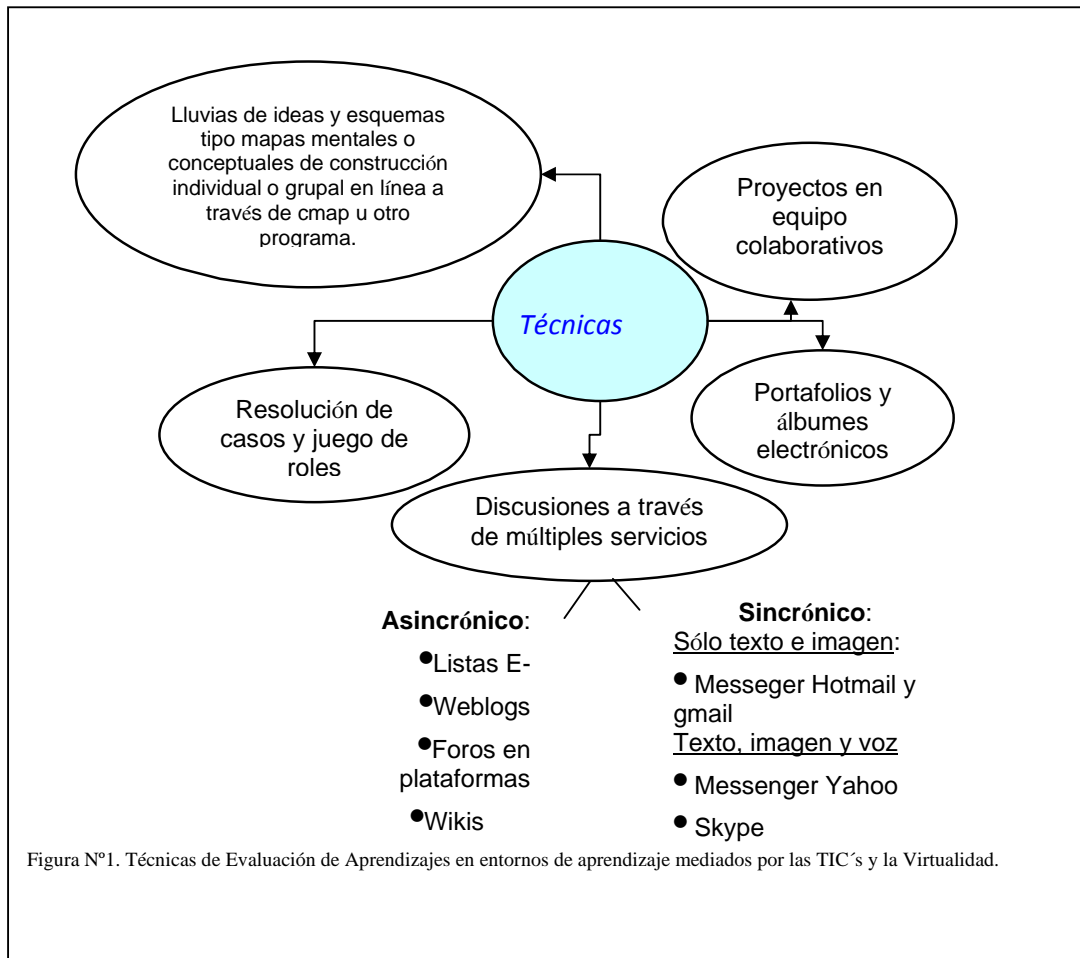 Lluvias de ideas y esquemas
tipo mapas mentales o
conceptuales de construcción
individual o grupal en línea a
través de cmap u otro
programa.
Proyectos en
equipo
colaborativos
Técnicas
Resolución de
casos y juego de
roles
Portafolios y
álbumes
electrónicos
Discusiones a través
de múltiples servicios
Asincrónico:
●Listas E-
●Weblogs
●Foros en
plataformas
●Wikis
Sincrónico:
Sólo texto e imagen:
● Messeger Hotmail y
gmail
Texto, imagen y voz
● Messenger Yahoo
● Skype
Figura Nº1. Técnicas de Evaluación de Aprendizajes en entornos de aprendizaje mediados por las TIC´s y la Virtualidad.